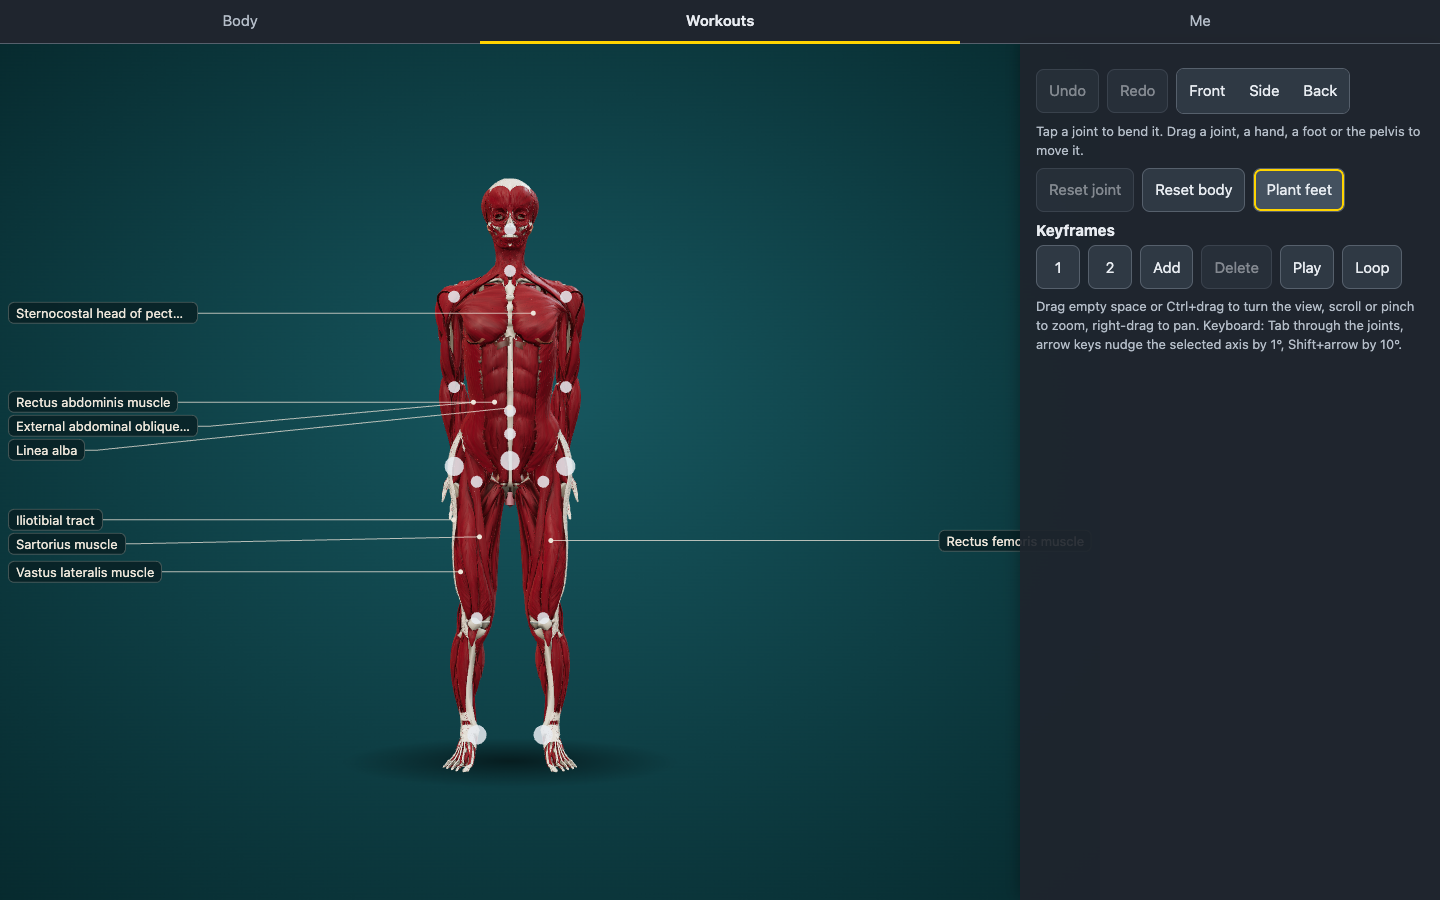 Body
Workouts
Me
Undo
Redo
Front
Side
Back
Tap a joint to bend it. Drag a joint, a hand, a foot or the pelvis to
move it.
Reset joint
Reset body
Plant feet
Keyframes
1
2
Add
Delete
Play
Loop
Drag empty space or Ctrl+drag to turn the view, scroll or pinch
to zoom, right-drag to pan. Keyboard: Tab through the joints,
arrow keys nudge the selected axis by 1°, Shift+arrow by 10°.
Sternocostal head of pect...
Rectus abdominis muscle
External abdominal oblique...
Linea alba
Iliotibial tract
Sartorius muscle
Vastus lateralis muscle
Rectus femoris muscle